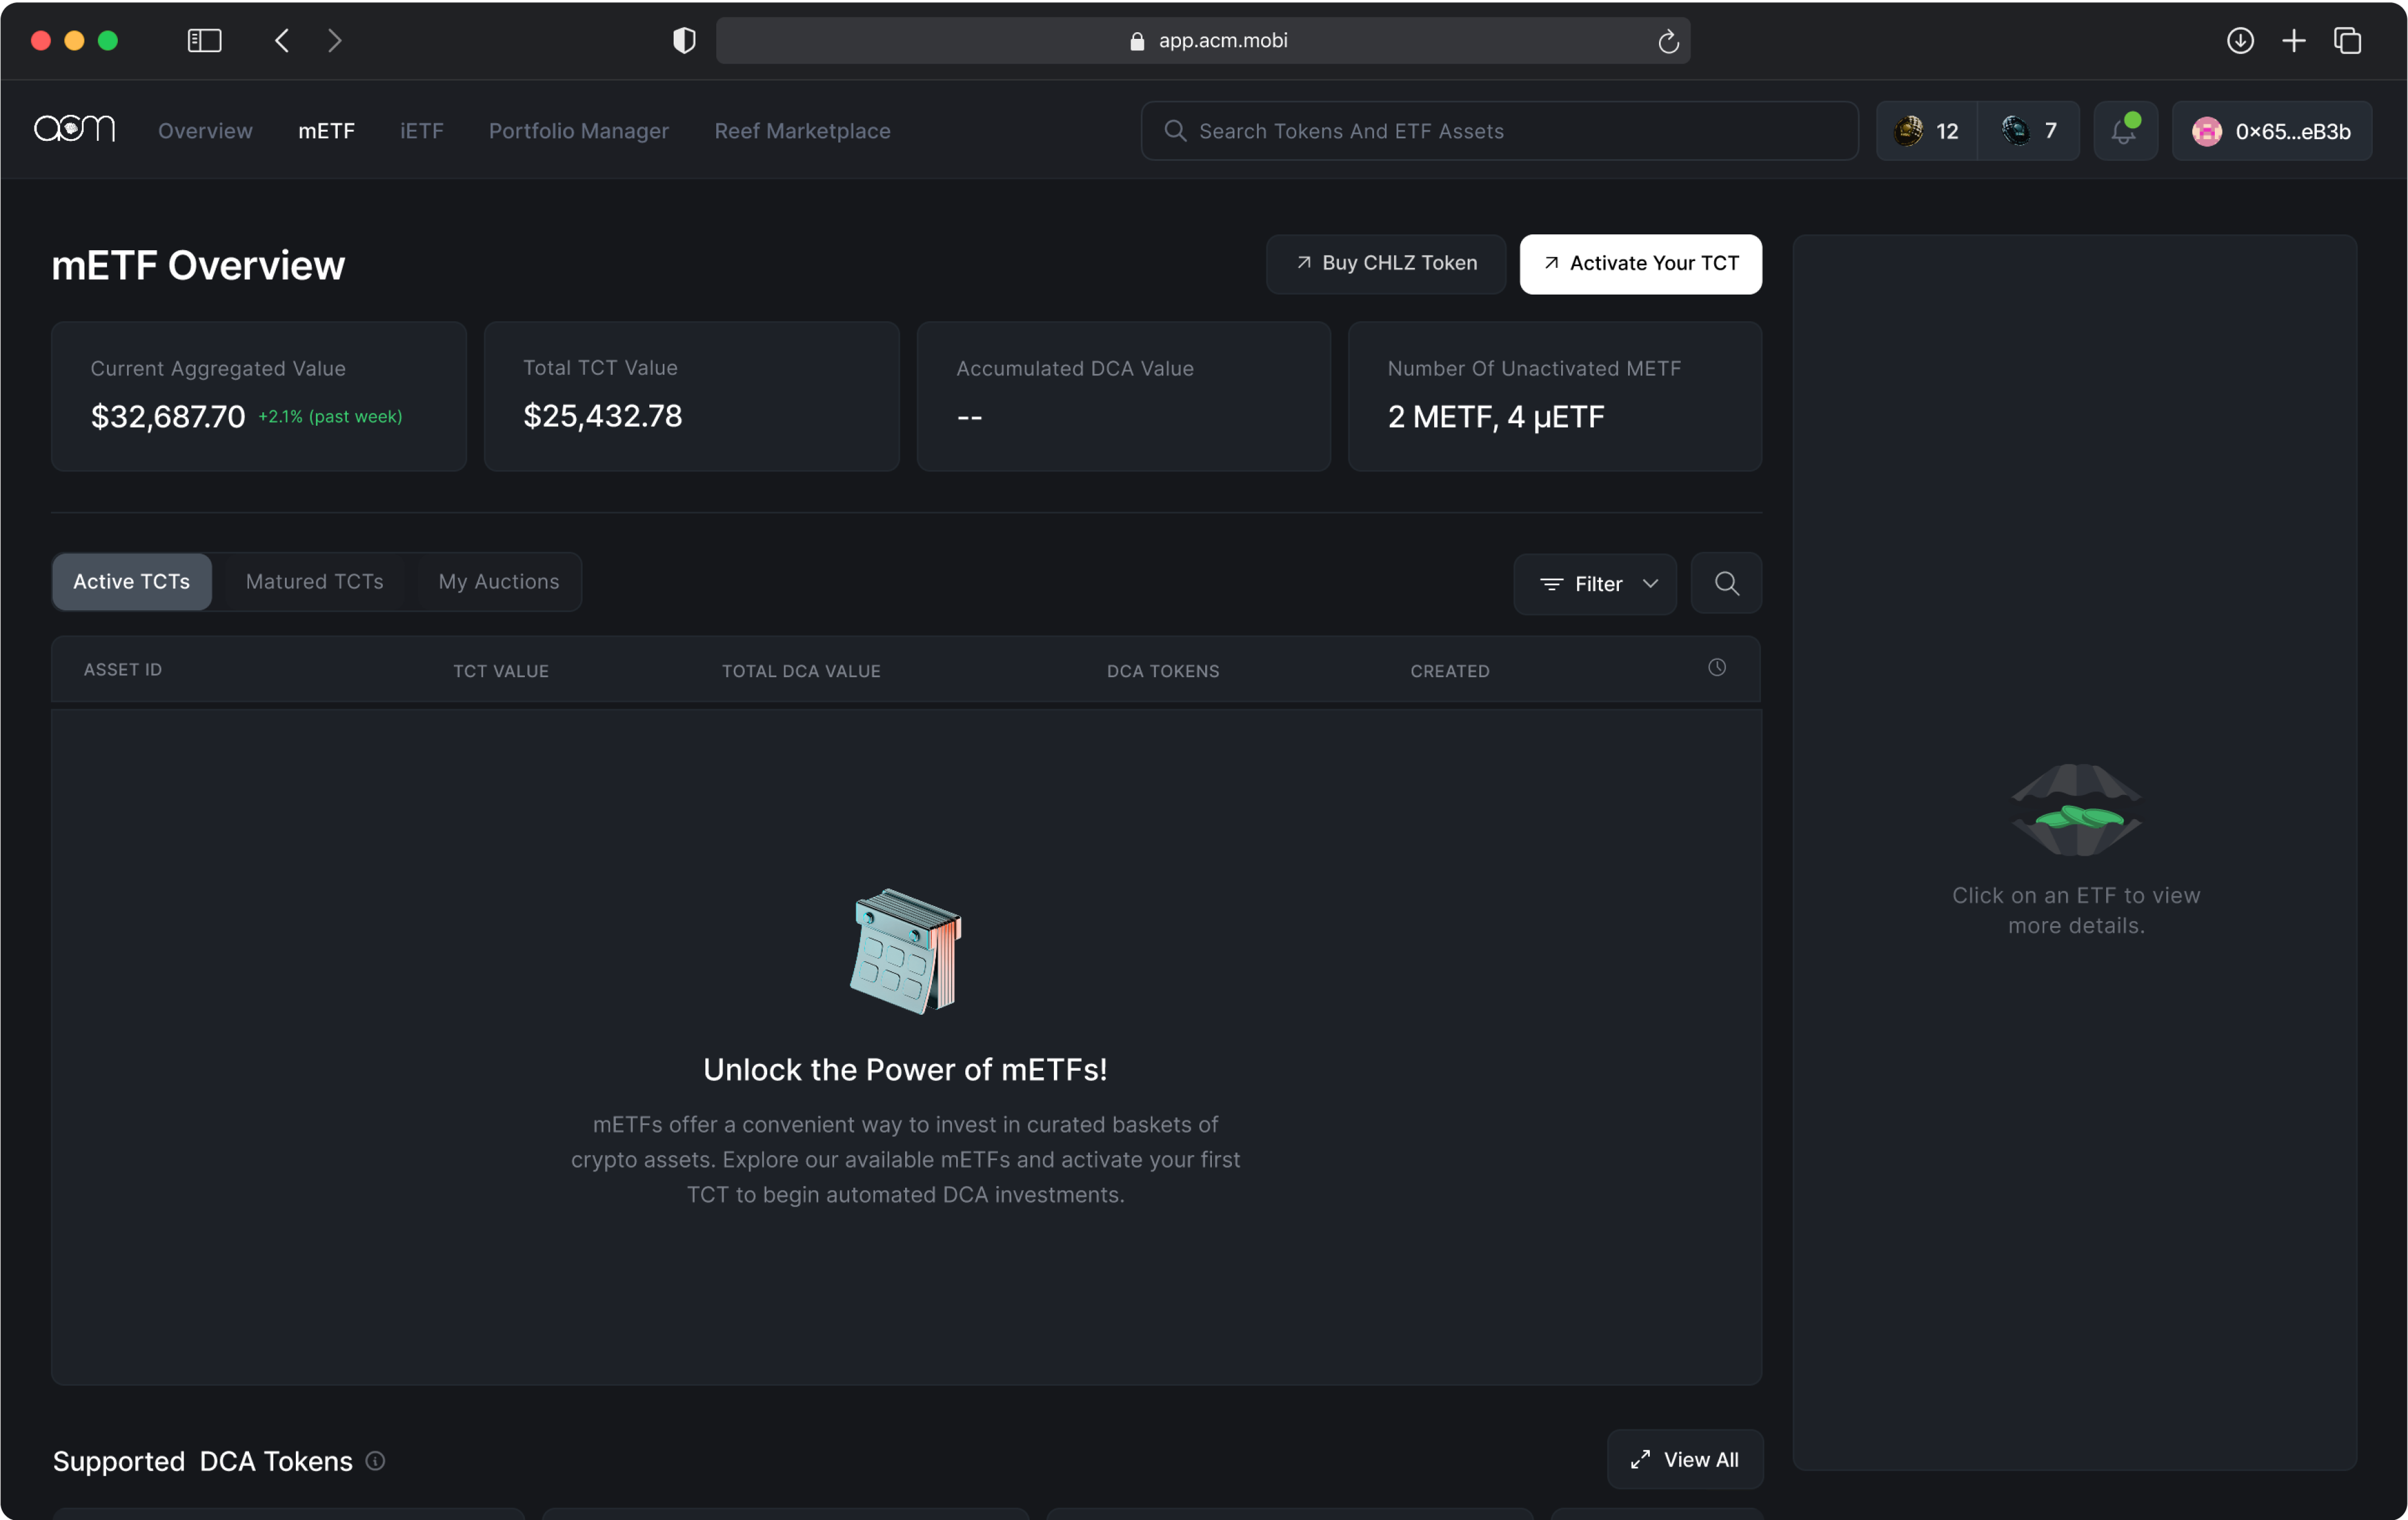 app.acm.mobi
acm
Overview
mETF
iETF
Portfolio Manager
Reef Marketplace
Search Tokens And ETF Assets
12
7
0×65...eB3b
mETF Overview
Buy CHLZ Token
Activate Your TCT
Current Aggregated Value
$32,687.70 +2.1% (past week)
Total TCT Value
$25,432.78
Accumulated DCA Value
--
Number Of Unactivated METF
2 METF, 4 μETF
Active TCTs
Matured TCTs
My Auctions
Filter
ASSET ID
TCT VALUE
TOTAL DCA VALUE
DCA TOKENS
CREATED
Unlock the Power of mETFs!
mETFs offer a convenient way to invest in curated baskets of
crypto assets. Explore our available mETFs and activate your first
TCT to begin automated DCA investments.
Click on an ETF to view
more details.
Supported DCA Tokens
View All